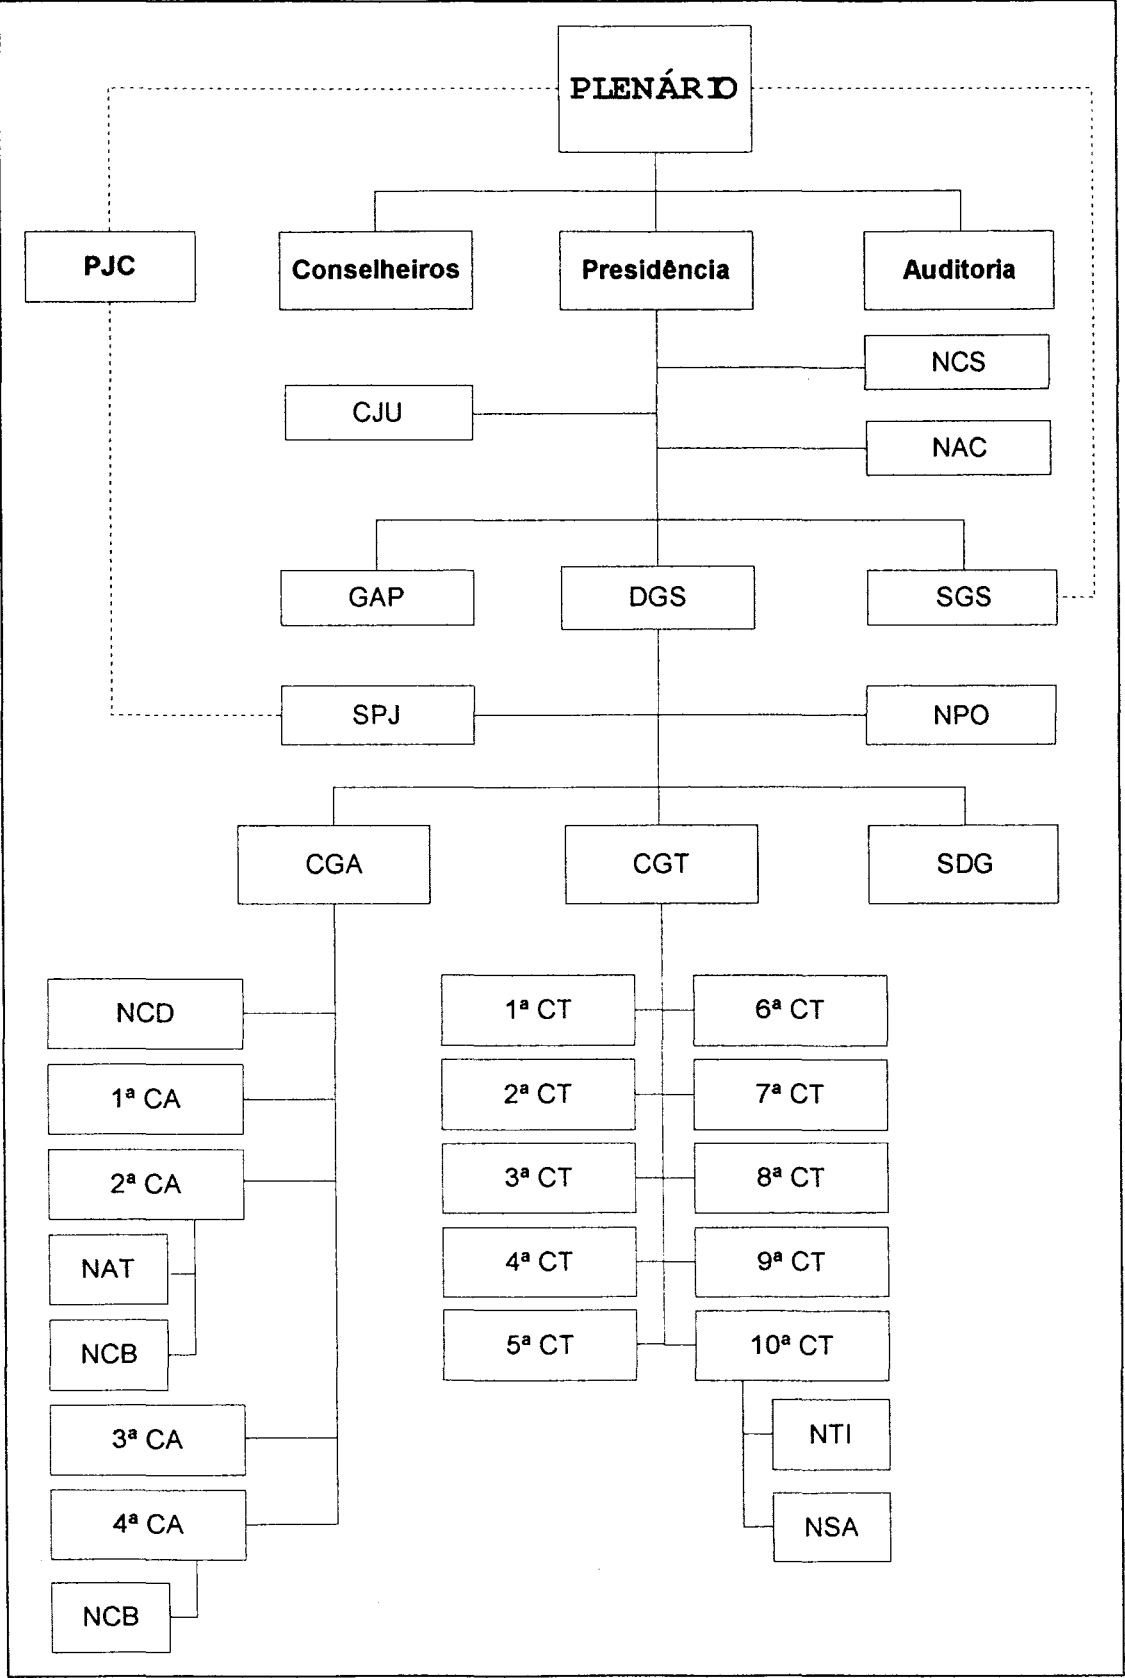 PLENÁRIO
PJC
Conselheiros
Presidência
Auditoria
NCS
CJU
NAC
GAP
DGS
SGS
SPJ
NPO
CGA
CGT
SDG
NCD
1ª CT
6ª CT
1ª CA
2ª CT
7ª CT
2ª CA
3ª CT
8ª CT
NAT
4ª CT
9ª CT
NCB
5ª CT
10ª CT
3ª CA
NTI
4ª CA
NSA
NCB